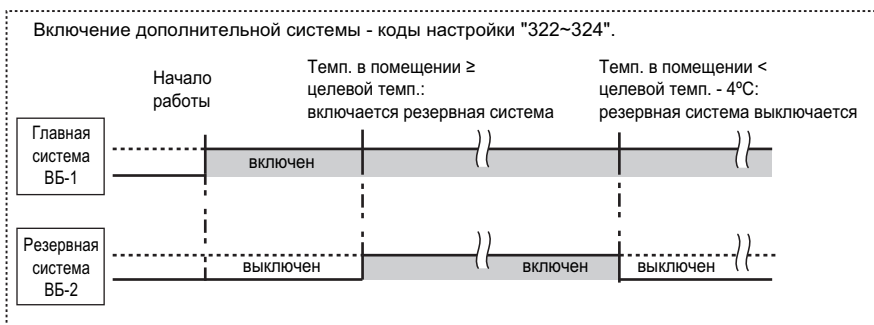 Включение дополнительной системы - коды настройки "322~324".
Начало
работы
Темп. в помещении ≥
целевой темп.:
включается резервная система
Темп. в помещении <
целевой темп. - 4ºC:
резервная система выключается
Главная
система
ВБ-1
включен
Резервная
система
ВБ-2
выключен
включен
выключен